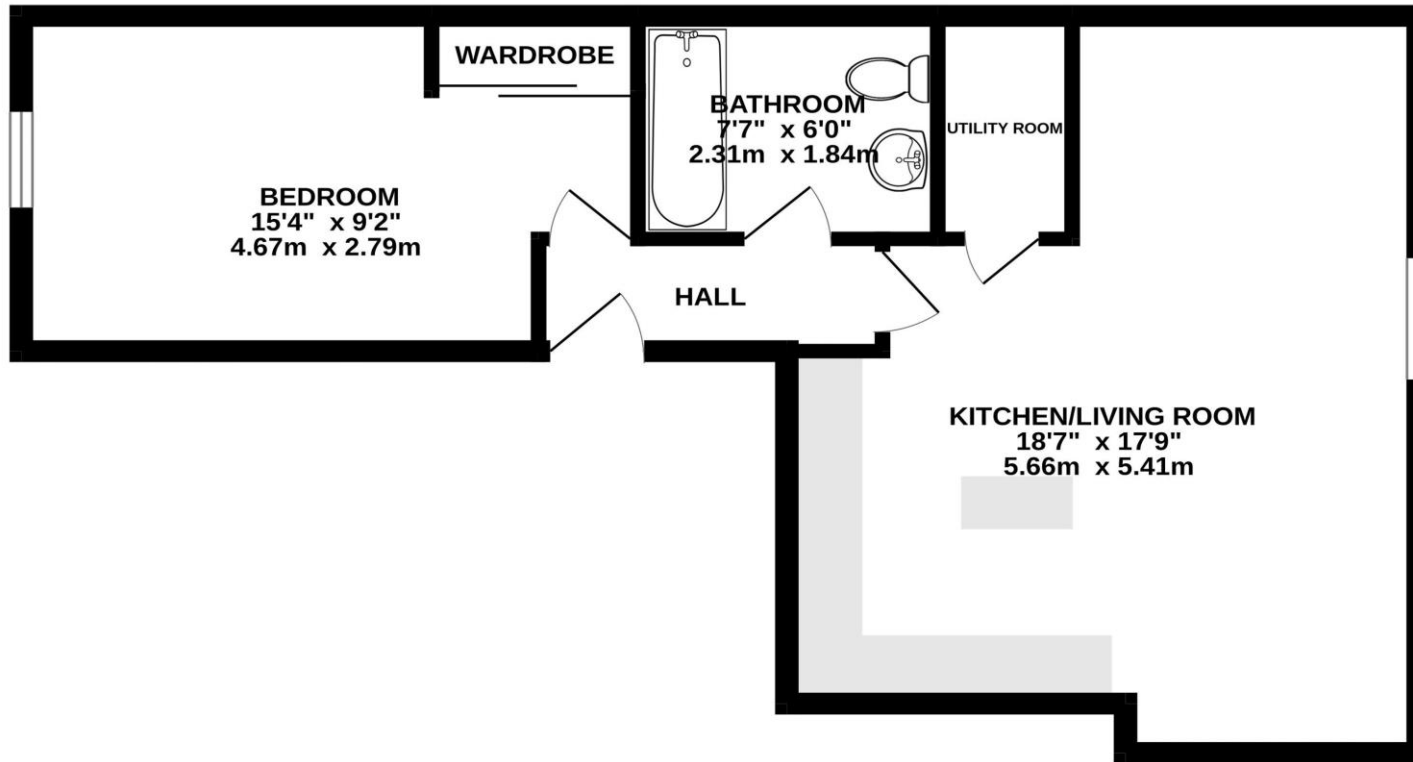 WARDROBE
BATHROOM
7'7" x 6'0"
2.31m x 1.84m
UTILITY ROOM
BEDROOM
15'4" x 9'2"
4.67m x 2.79m
HALL
KITCHEN/LIVING ROOM
18'7" x 17'9"
5.66m x 5.41m